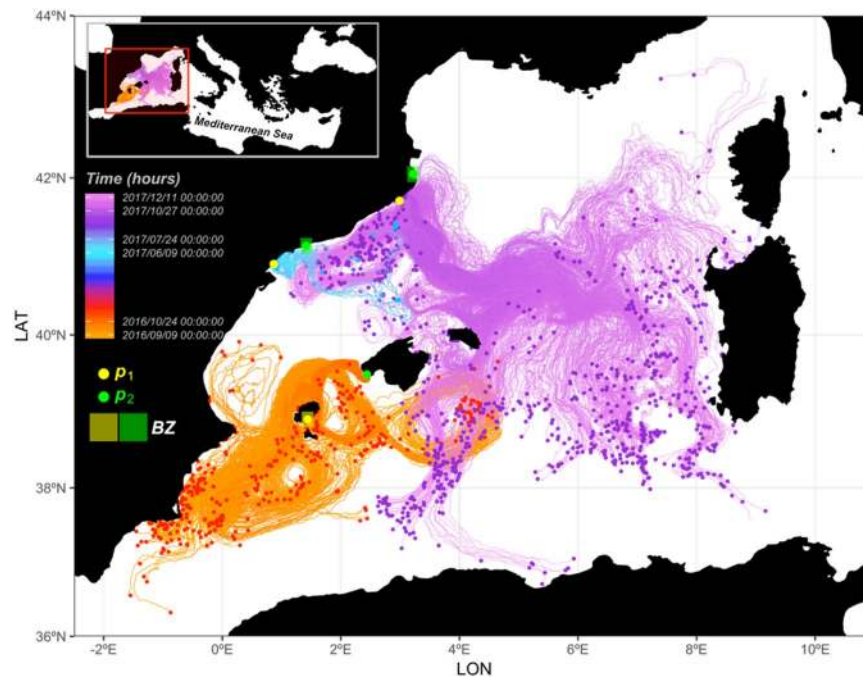 44ºN
42ºN
40ºN
38ºN
36ºN
LAT
Mediterranean Sea
Time (hours)
2017/12/11 00:00:00
2017/10/27 00:00:00
2017/07/24 00:00:00
2017/06/09 00:00:00
2016/10/24 00:00:00
2016/09/09 00:00:00
p1
p2
BZ
-2ºE 0ºE 2ºE 4ºE 6ºE 8ºE 10ºE
LON